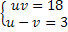 uv = 18
u − v = 3